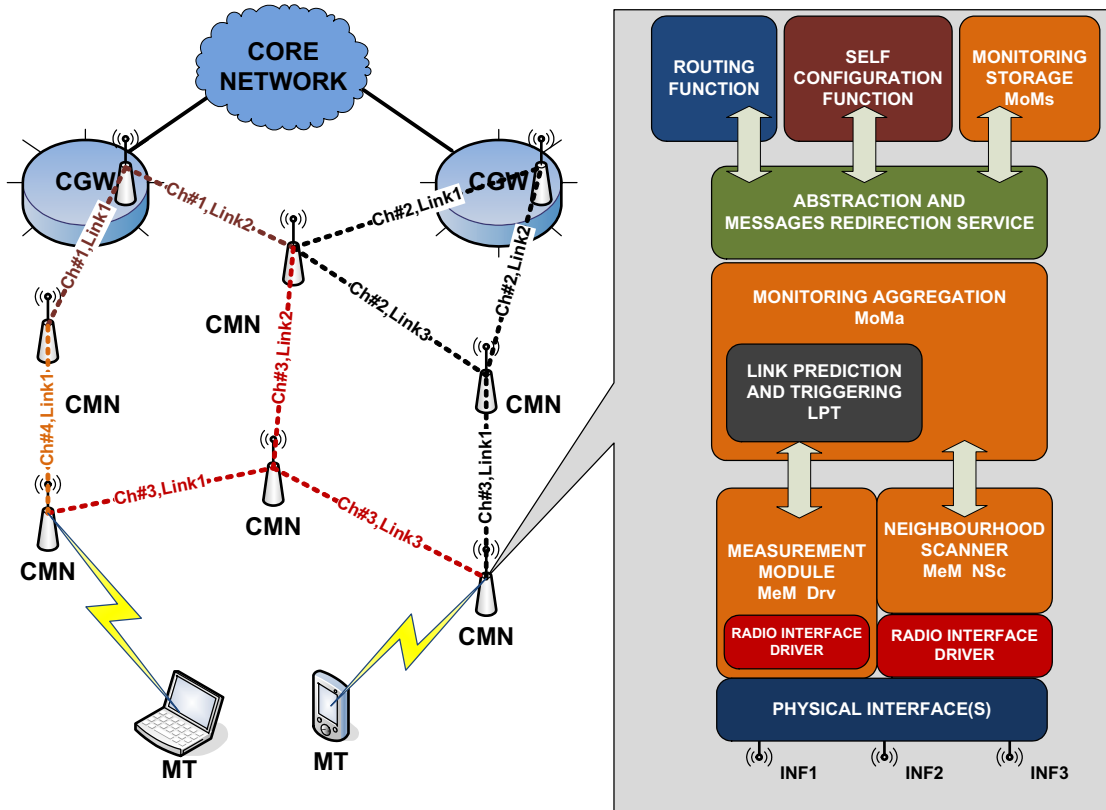 CORE
NETWORK
CGW
CGW
Ch#1,Link1
Ch#1,Link2
Ch#2,Link1
Ch#2,Link2
Ch#2,Link3
CMN
CMN
CMN
Ch#4,Link1
Ch#3,Link2
Ch#3,Link1
Ch#3,Link1
Ch#3,Link3
CMN
CMN
CMN
MT
MT
ROUTING
FUNCTION
SELF
CONFIGURATION
FUNCTION
MONITORING
STORAGE
MoMs
ABSTRACTION AND
MESSAGES REDIRECTION SERVICE
MONITORING AGGREGATION
MoMa
LINK PREDICTION
AND TRIGGERING
LPT
MEASUREMENT
MODULE
MeM Drv
NEIGHBOURHOOD
SCANNER
MeM NSc
RADIO INTERFACE
DRIVER
RADIO INTERFACE
DRIVER
PHYSICAL INTERFACE(S)
INF1
INF2
INF3